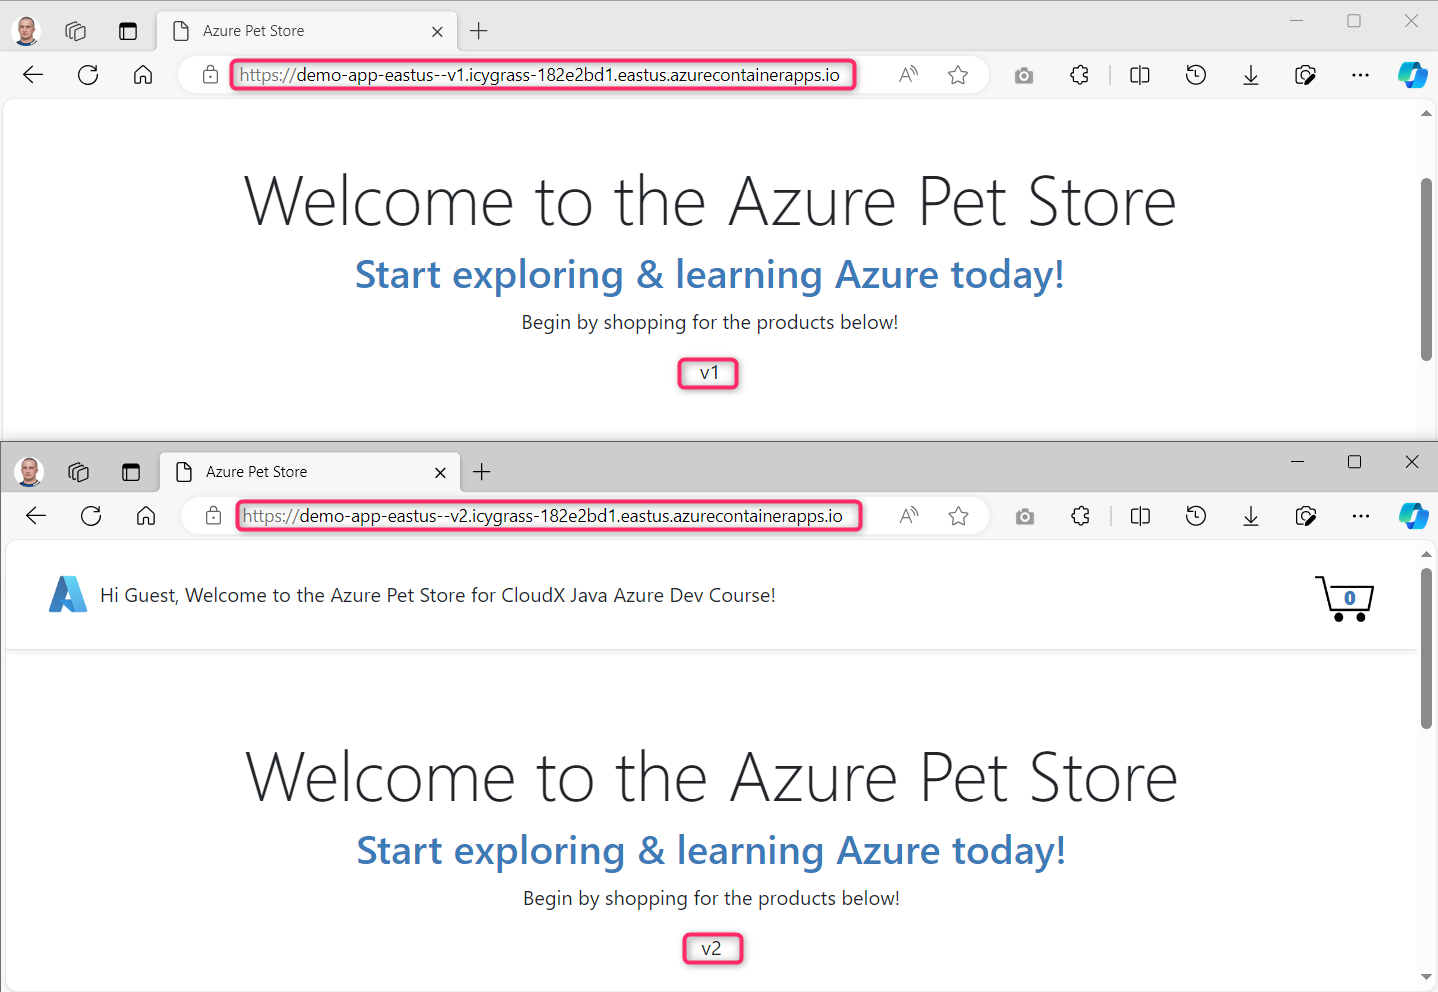 Azure Pet Store
https://demo-app-eastus--v1.icygrass-182e2bd1.eastus.azurecontainerapps.io
Welcome to the Azure Pet Store
Start exploring & learning Azure today!
Begin by shopping for the products below!
v1
Azure Pet Store
https://demo-app-eastus--v2.icygrass-182e2bd1.eastus.azurecontainerapps.io
Hi Guest, Welcome to the Azure Pet Store for CloudX Java Azure Dev Course!
0
Welcome to the Azure Pet Store
Start exploring & learning Azure today!
Begin by shopping for the products below!
v2